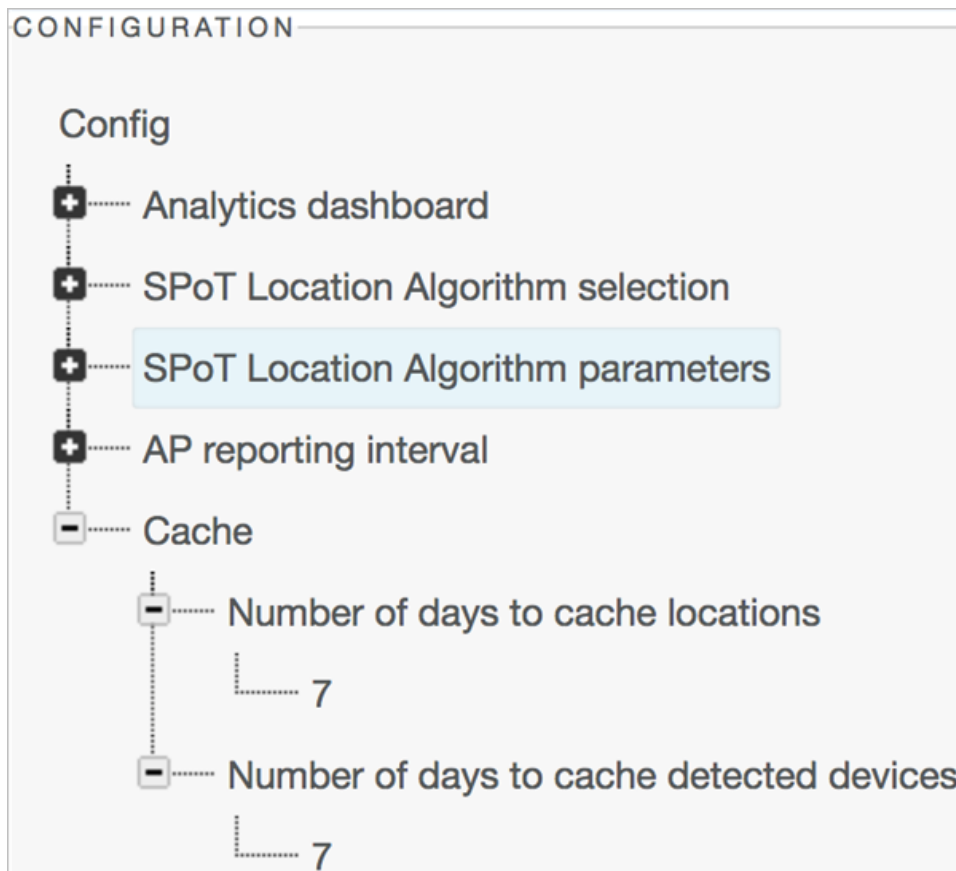 CONFIGURATION
Config
Analytics dashboard
SPoT Location Algorithm selection
SPoT Location Algorithm parameters
AP reporting interval
Cache
Number of days to cache locations
7
Number of days to cache detected devices
7